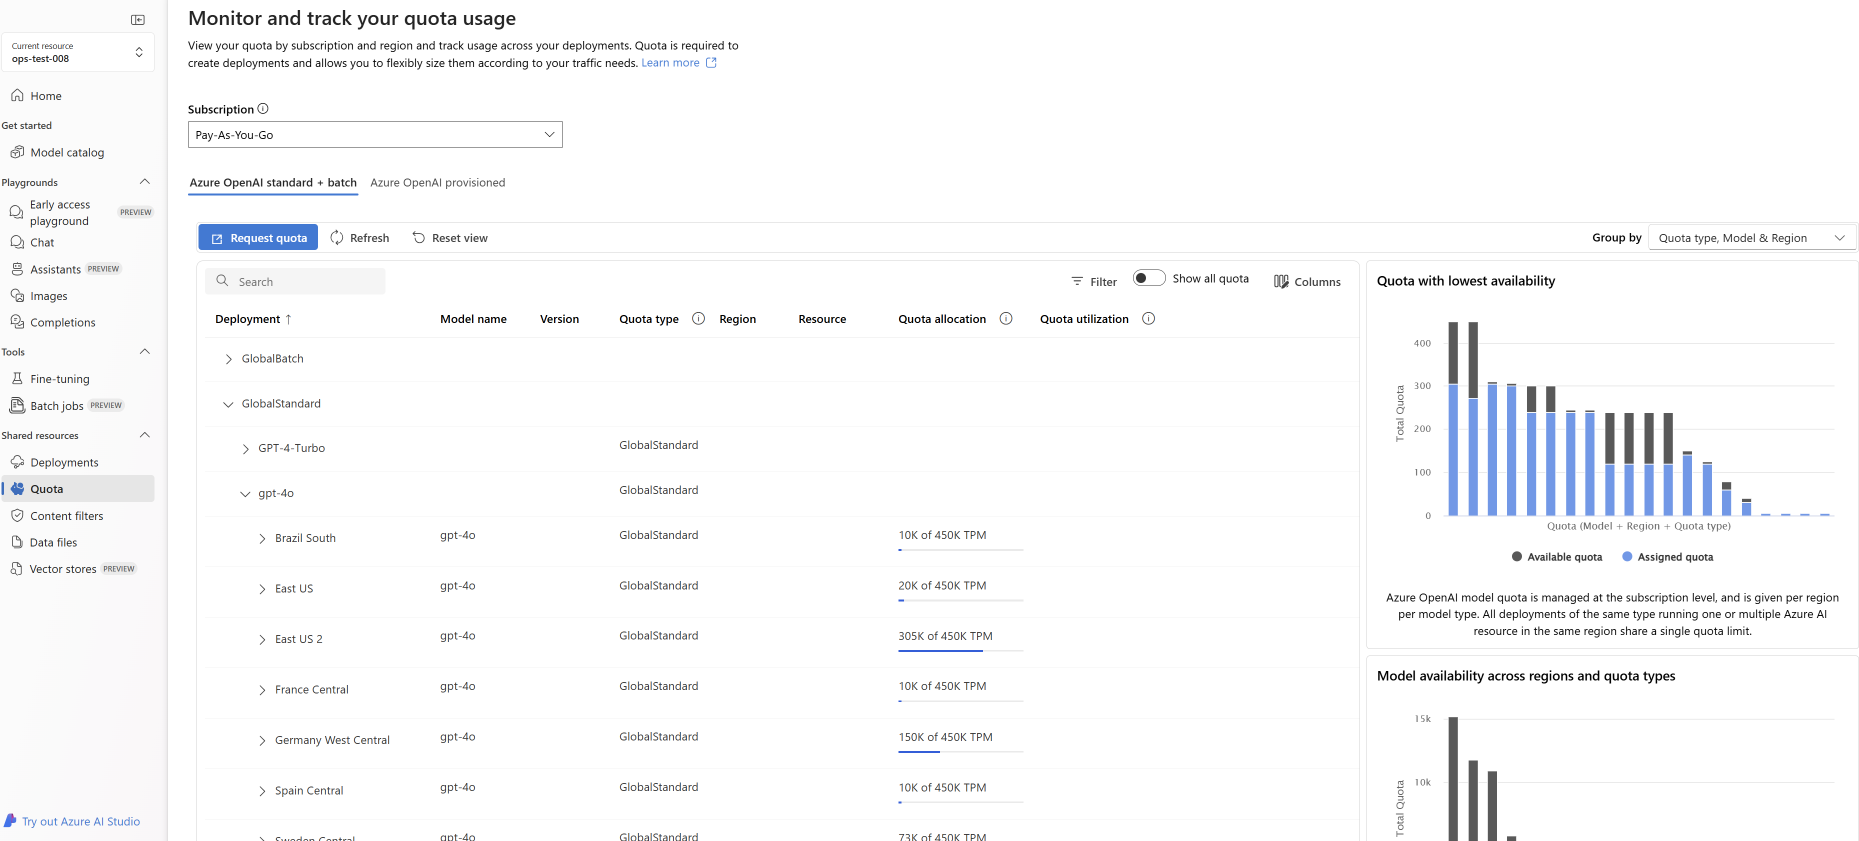 Current resource
ops-test-008
Home
Get started
Model catalog
Playgrounds
Early access
playground
PREVIEW
Chat
Assistants PREVIEW
Images
Completions
Tools
Fine-tuning
Batch jobs PREVIEW
Shared resources
Deployments
Quota
Content filters
Data files
Vector stores PREVIEW
Try out Azure AI Studio
Monitor and track your quota usage
View your quota by subscription and region and track usage across your deployments. Quota is required to
create deployments and allows you to flexibly size them according to your traffic needs. Learn more
Subscription
Pay-As-You-Go
Azure OpenAI standard + batch Azure OpenAI provisioned
Request quota Refresh Reset view
Group by Quota type, Model & Region
Search
Filter Show all quota Columns
Deployment ↑ Model name Version Quota type Region Resource Quota allocation Quota utilization
GlobalBatch
GlobalStandard
GPT-4-Turbo GlobalStandard
gpt-4o GlobalStandard
Brazil South gpt-4o GlobalStandard 10K of 450K TPM
East US gpt-4o GlobalStandard 20K of 450K TPM
East US 2 gpt-4o GlobalStandard 305K of 450K TPM
France Central gpt-4o GlobalStandard 10K of 450K TPM
Germany West Central gpt-4o GlobalStandard 150K of 450K TPM
Spain Central gpt-4o GlobalStandard 10K of 450K TPM
Sweden Central gpt-4o GlobalStandard 73K of 450K TPM
Quota with lowest availability
Total Quota
400
300
200
100
0
Quota (Model + Region + Quota type)
Available quota Assigned quota
Azure OpenAI model quota is managed at the subscription level, and is given per region
per model type. All deployments of the same type running one or multiple Azure AI
resource in the same region share a single quota limit.
Model availability across regions and quota types
Total Quota
15k
10k